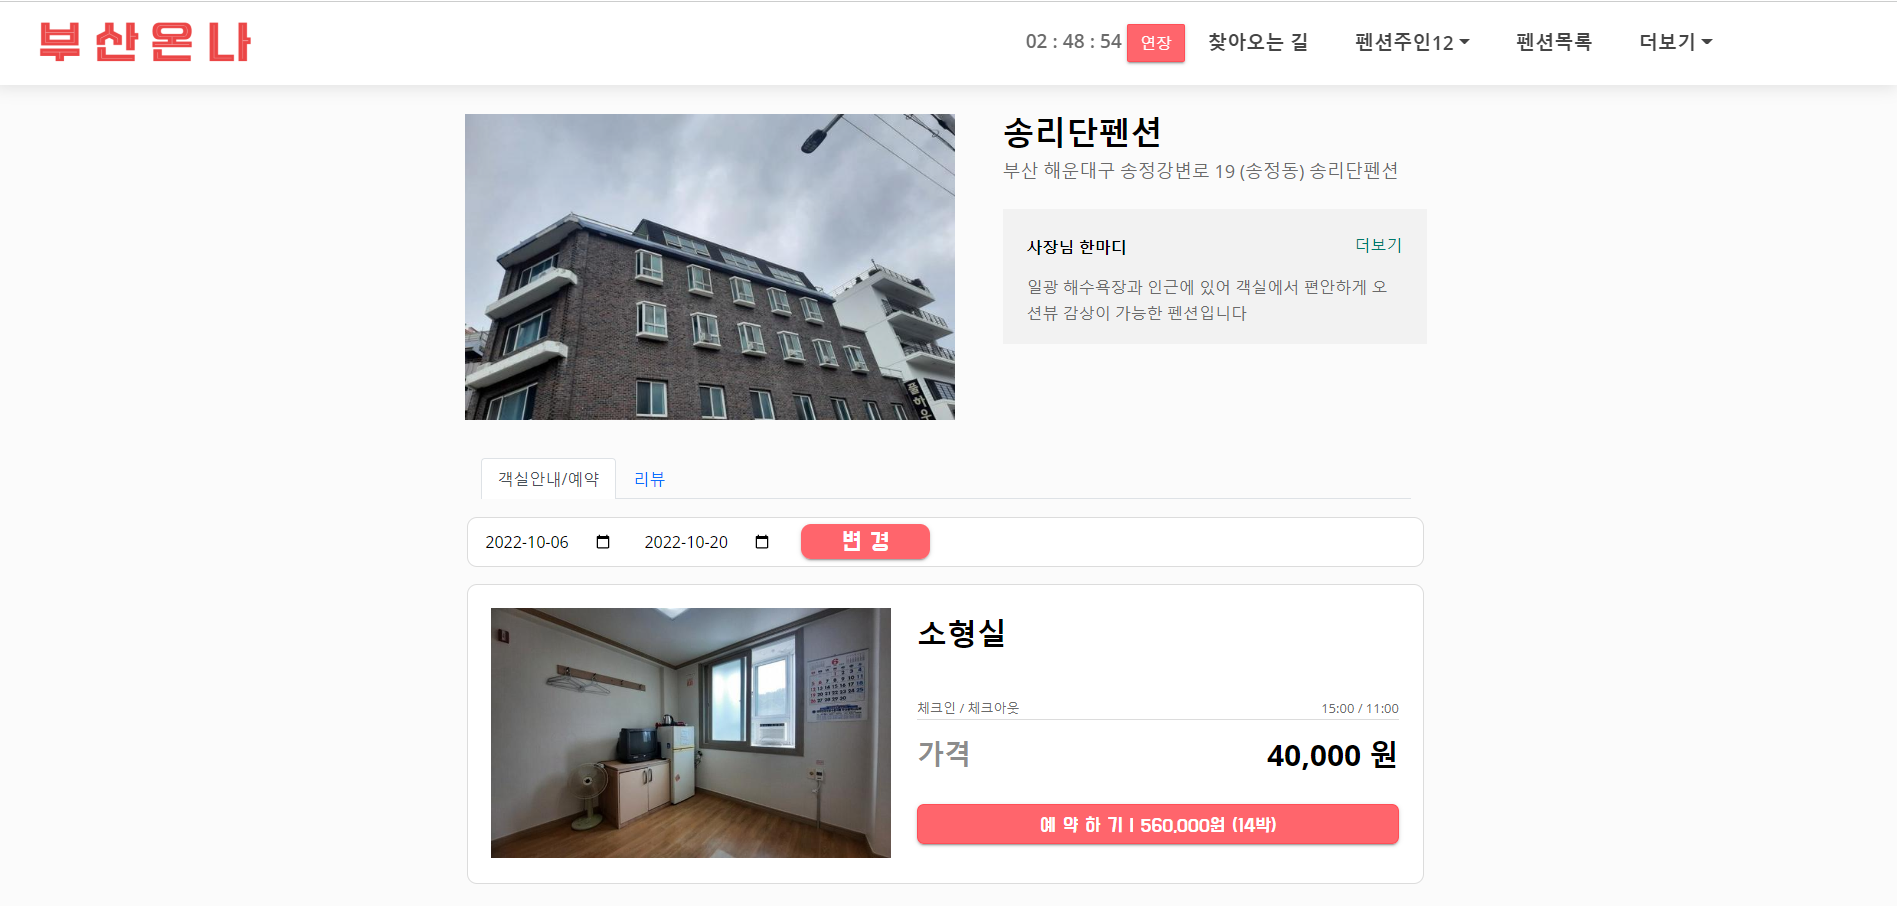 부산온나
02 : 48 : 54 연장 찾아오는 길 펜션주인12 펜션목록 더보기
송리단펜션
부산 해운대구 송정강변로 19 (송정동) 송리단펜션
사장님 한마디 더보기
일광 해수욕장과 인근에 있어 객실에서 편안하게 오
션뷰 감상이 가능한 펜션입니다
풀하우
객실안내/예약 리뷰
2022-10-06 2022-10-20 변 경
소형실
체크인 / 체크아웃 15:00 / 11:00
가격 40,000 원
예 약 하 기 | 560,000원 (14박)